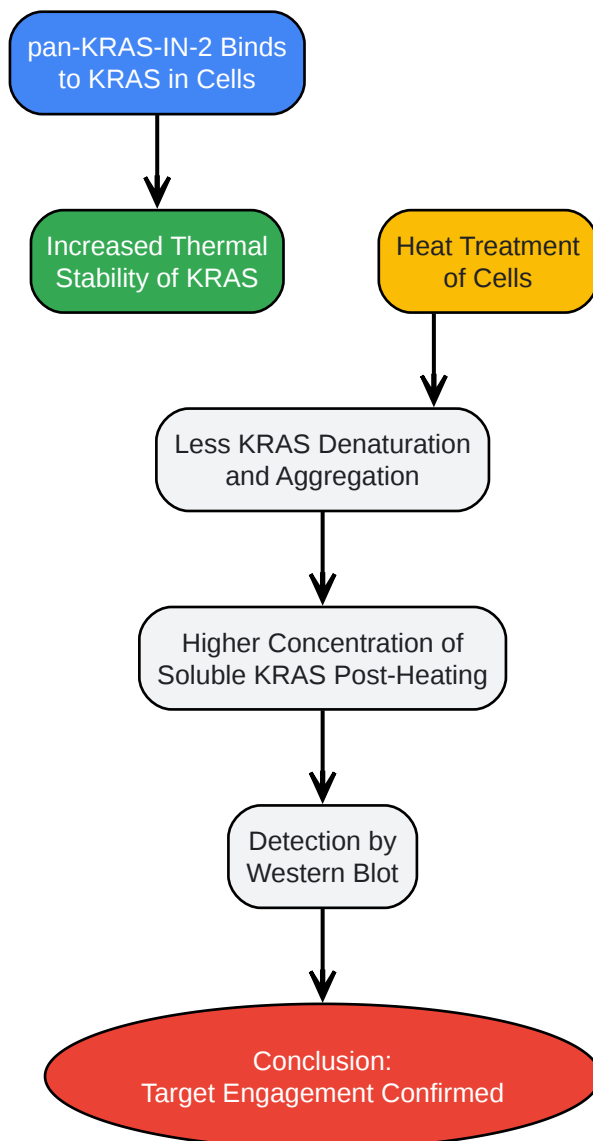 pan-KRAS-IN-2 Binds
to KRAS in Cells
Increased Thermal
Stability of KRAS
Heat Treatment
of Cells
Less KRAS Denaturation
and Aggregation
Higher Concentration of
Soluble KRAS Post-Heating
Detection by
Western Blot
Conclusion:
Target Engagement Confirmed